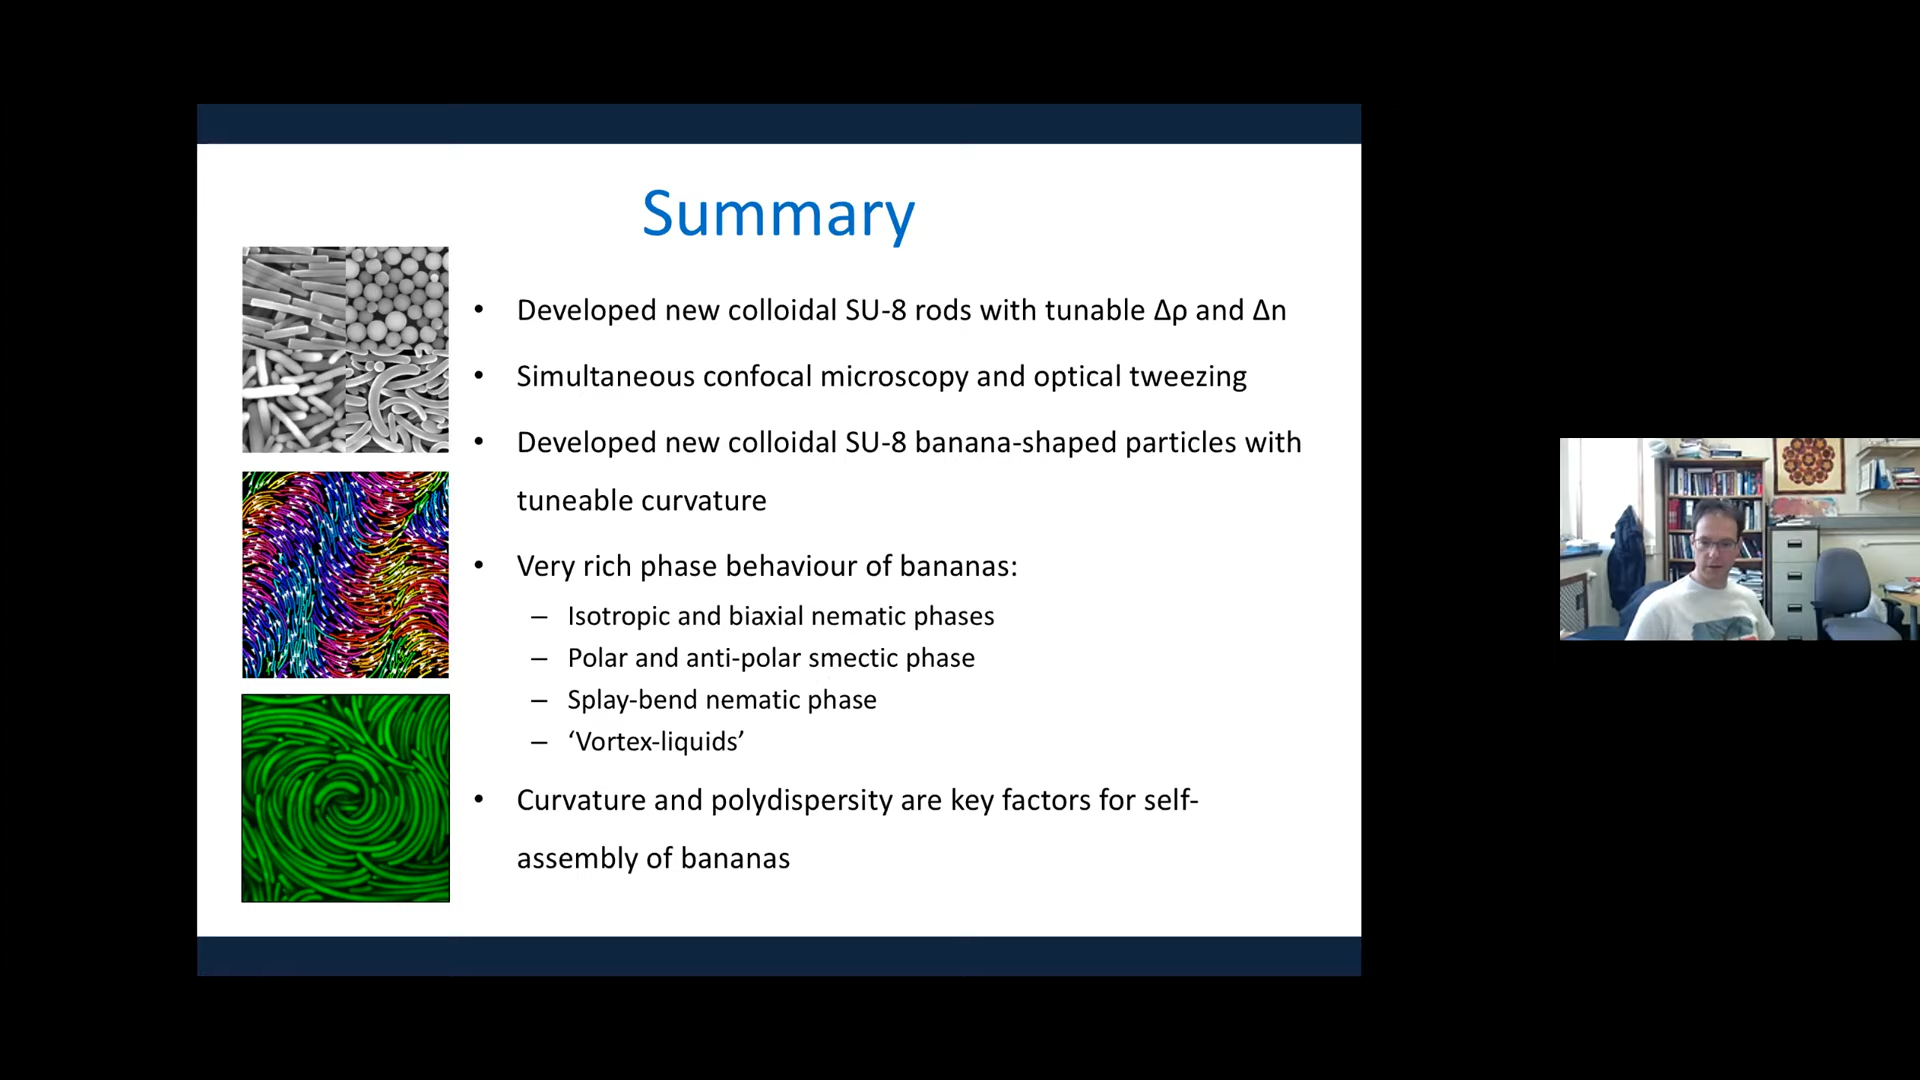 Summary
• Developed new colloidal SU-8 rods with tunable Δρ and Δn
• Simultaneous confocal microscopy and optical tweezing
• Developed new colloidal SU-8 banana-shaped particles with
tuneable curvature
• Very rich phase behaviour of bananas:
– Isotropic and biaxial nematic phases
– Polar and anti-polar smectic phase
– Splay-bend nematic phase
– ‘Vortex-liquids’
• Curvature and polydispersity are key factors for self-
assembly of bananas